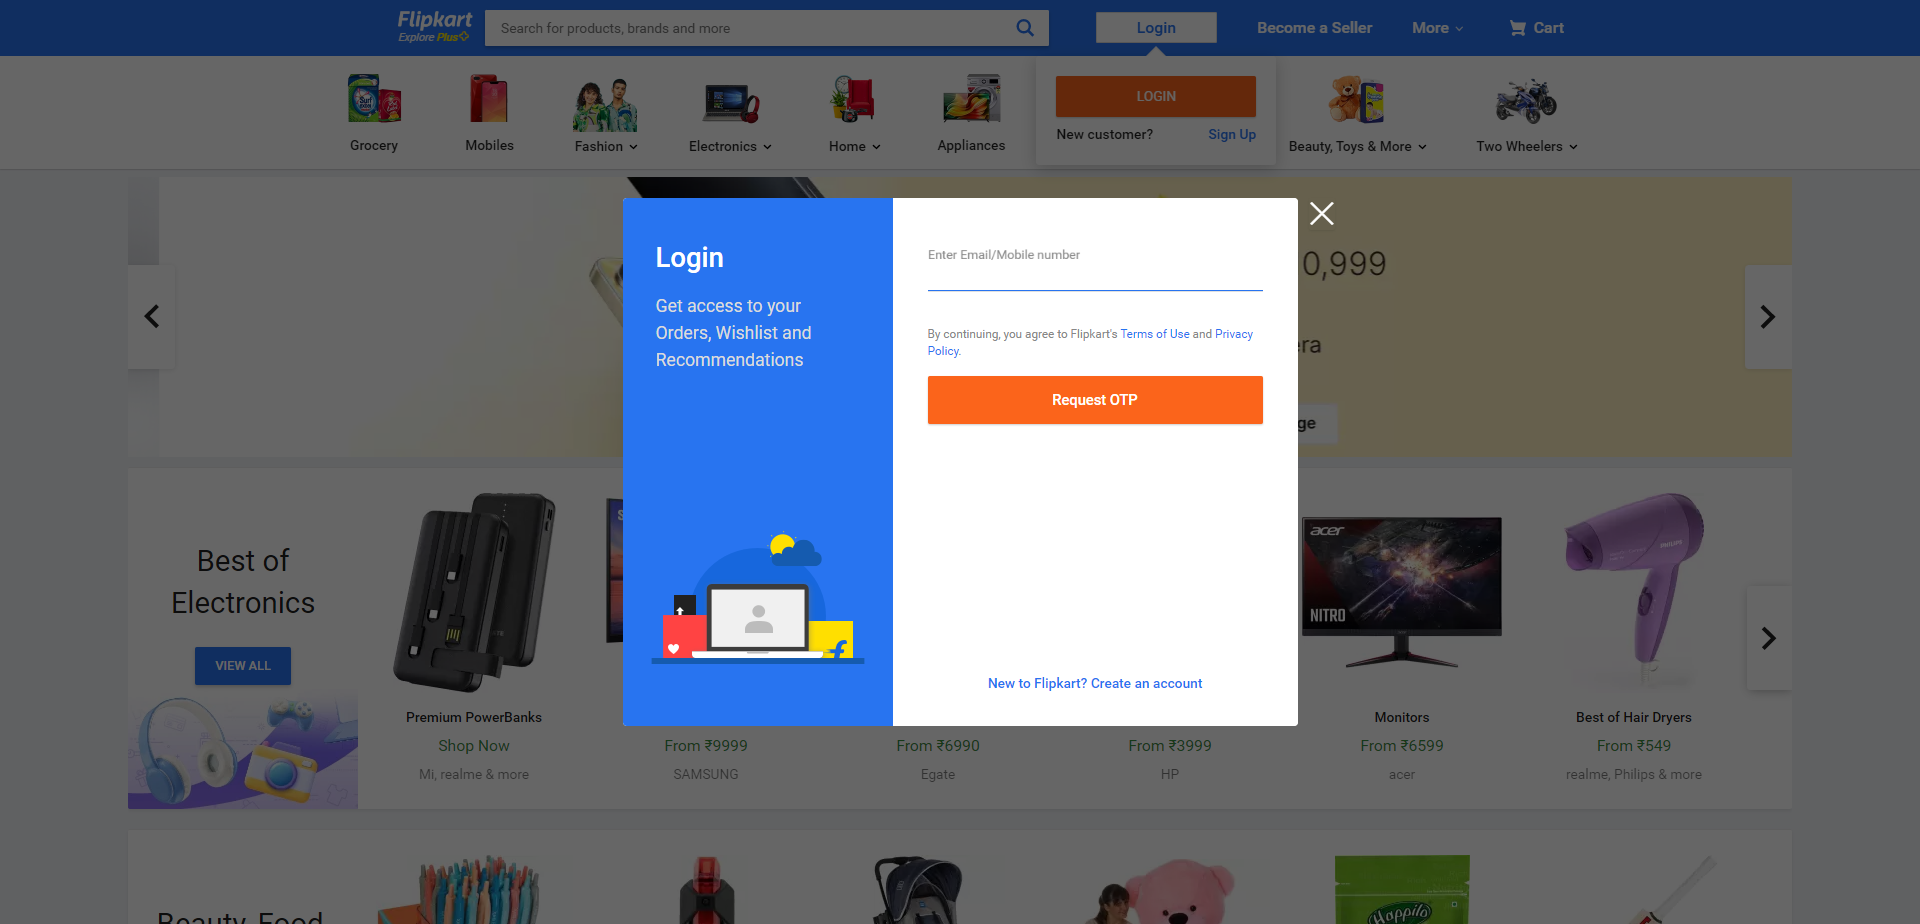 Flipkart
Explore Plus
Search for products, brands and more
Login
Become a Seller
More
Cart
LOGIN
New customer?
Sign Up
Grocery
Mobiles
Fashion
Electronics
Home
Appliances
Beauty, Toys & More
Two Wheelers
Login
Get access to your
Orders, Wishlist and
Recommendations
Enter Email/Mobile number
By continuing, you agree to Flipkart's Terms of Use and Privacy
Policy.
Request OTP
New to Flipkart? Create an account
0,999
era
ge
Best of
Electronics
VIEW ALL
acer
NITRO
PHILIPS
Premium PowerBanks
Shop Now
Mi, realme & more
From ₹9999
SAMSUNG
From ₹6990
Egate
From ₹3999
HP
Monitors
From ₹6599
acer
Best of Hair Dryers
From ₹549
realme, Philips & more
Beauty, Food
Happilo